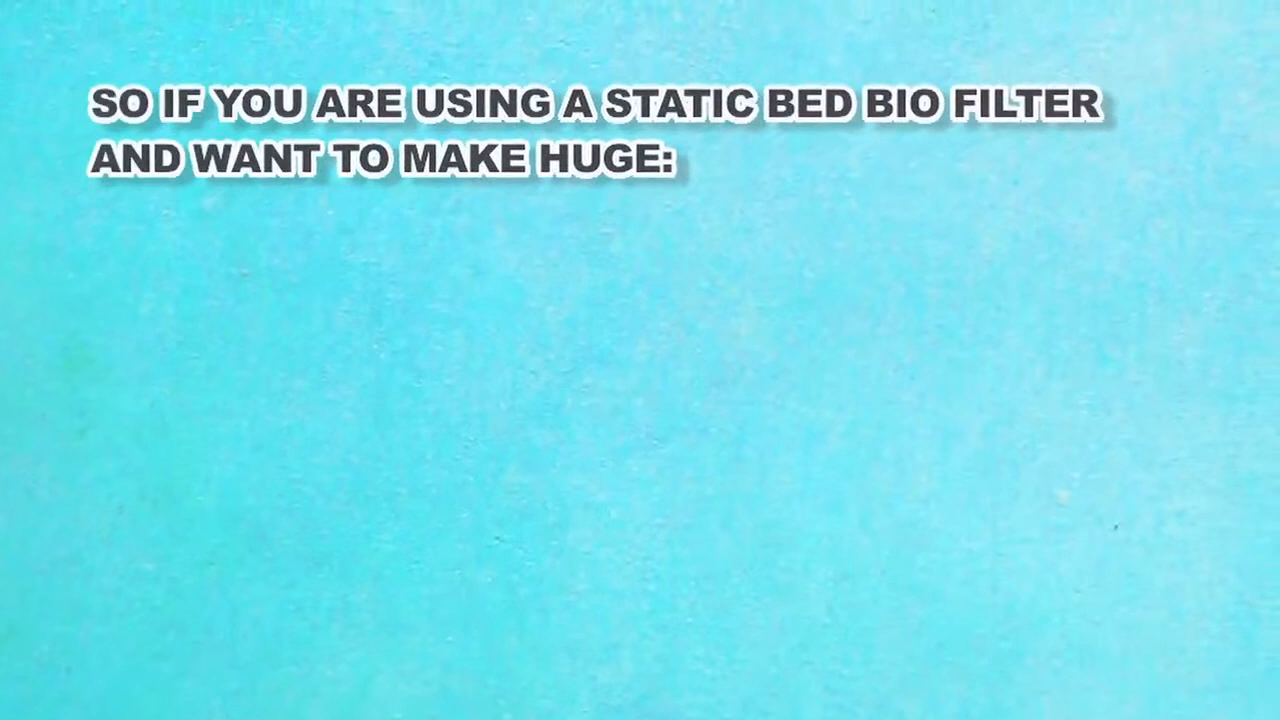 SO IF YOU ARE USING A STATIC BED BIO FILTER
AND WANT TO MAKE HUGE: